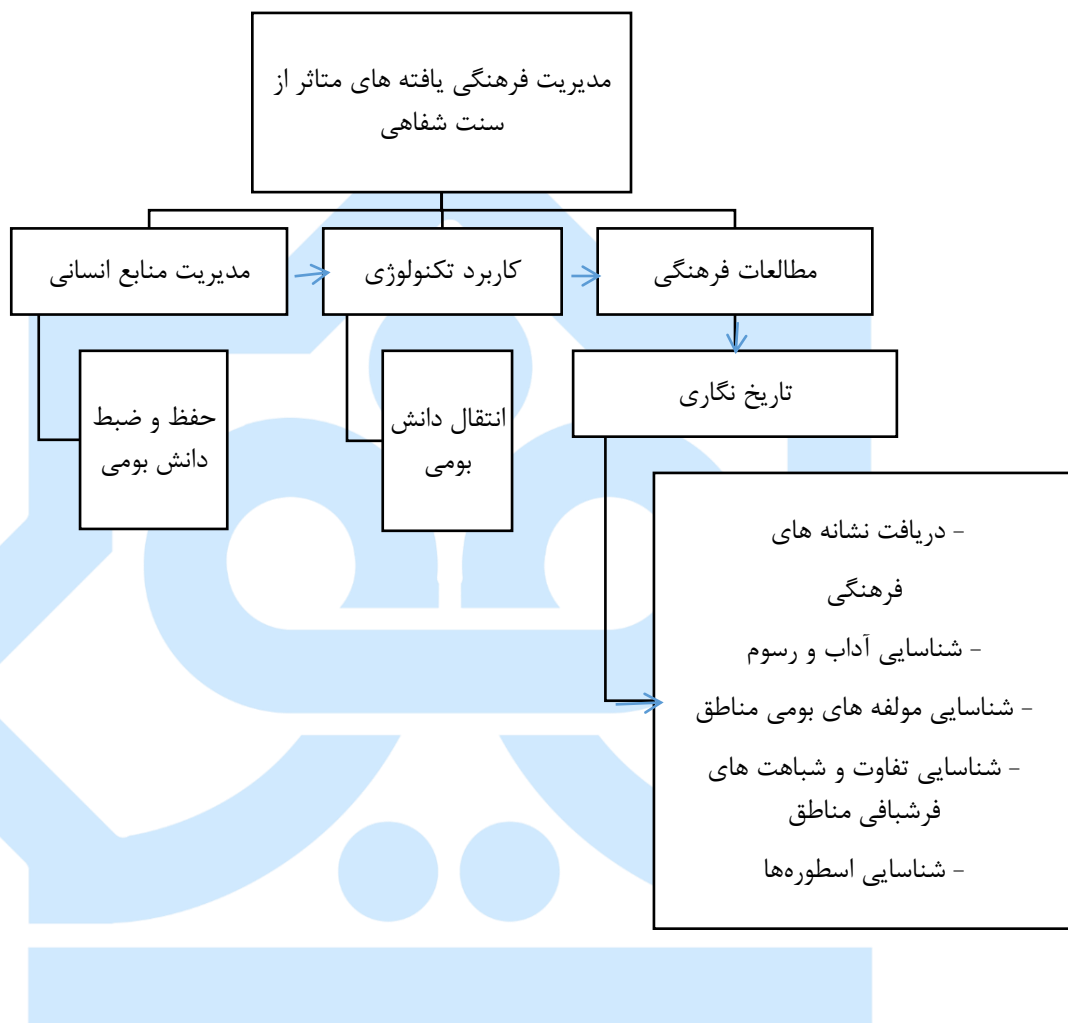 مدیریت فرهنگی یافته های متاثر از
سنت شفاهی
مطالعات فرهنگی
کاربرد تکنولوژی
مدیریت منابع انسانی
تاریخ نگاری
انتقال دانش
بومی
حفظ و ضبط
دانش بومی
- دریافت نشانه های
فرهنگی
- شناسایی آداب و رسوم
- شناسایی مولفه های بومی مناطق
- شناسایی تفاوت و شباهت های
فرشبافی مناطق
- شناسایی اسطوره‌ها